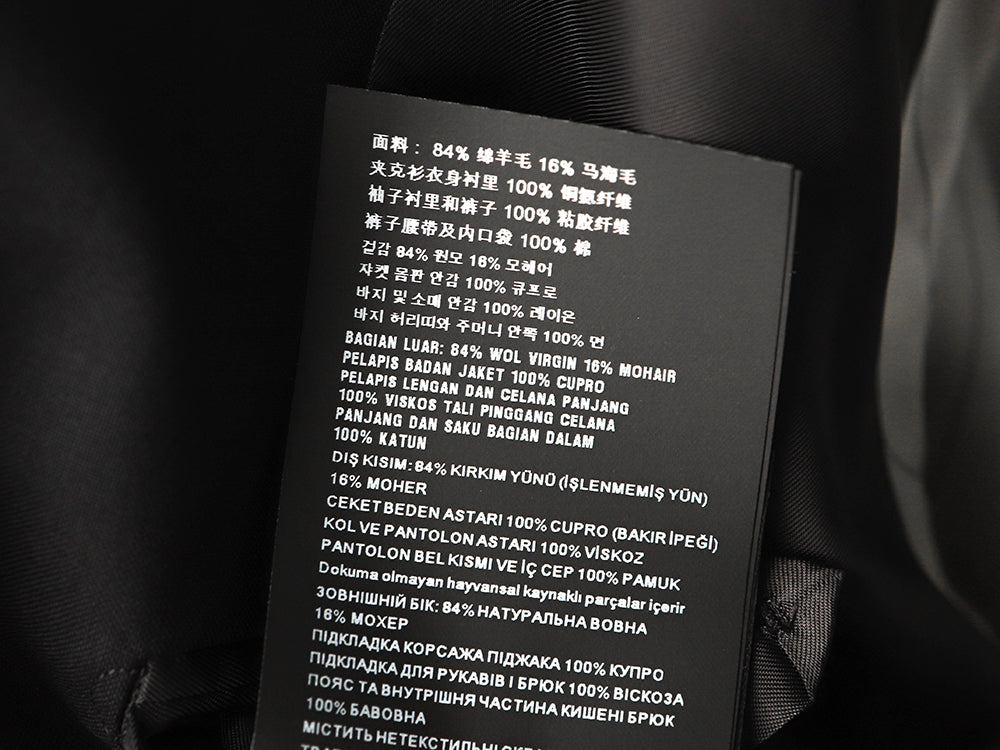 面料： 84% 绵羊毛 16% 马海毛
夹克衫衣身衬里 100% 铜氨纤维
袖子衬里和裤子 100% 粘胶纤维
裤子腰带及内口袋 100% 棉
겉감 84% 원모 16% 모헤어
쟈켓 몸판 안감 100% 큐프로
바지 및 소매 안감 100% 레이온
바지 허리띠와 주머니 안쪽 100% 면
BAGIAN LUAR: 84% WOL VIRGIN 16% MOHAIR
PELAPIS BADAN JAKET 100% CUPRO
PELAPIS LENGAN DAN CELANA PANJANG
100% VISKOS TALI PINGGANG CELANA
PANJANG DAN SAKU BAGIAN DALAM
100% KATUN
DIŞ KISIM: 84% KIRKIM YÜNÜ (İŞLENMEMİŞ YÜN)
16% MOHER
CEKET BEDEN ASTARI 100% CUPRO (BAKIR İPEĞİ)
KOL VE PANTOLON ASTARI 100% VİSKOZ
PANTOLON BEL KISMI VE İÇ CEP 100% PAMUK
Dokuma olmayan hayvansal kaynaklı parçalar içerir
ЗОВНІШНІЙ БІК: 84% НАТУРАЛЬНА ВОВНА
16% МОХЕР
ПІДКЛАДКА КОРСАЖА ПІДЖАКА 100% КУПРО
ПІДКЛАДКА ДЛЯ РУКАВІВ І БРЮК 100% ВІСКОЗА
ПОЯС ТА ВНУТРІШНЯ ЧАСТИНА КИШЕНІ БРЮК
100% БАВОВНА
МІСТИТЬ НЕТЕКСТИЛЬНІ